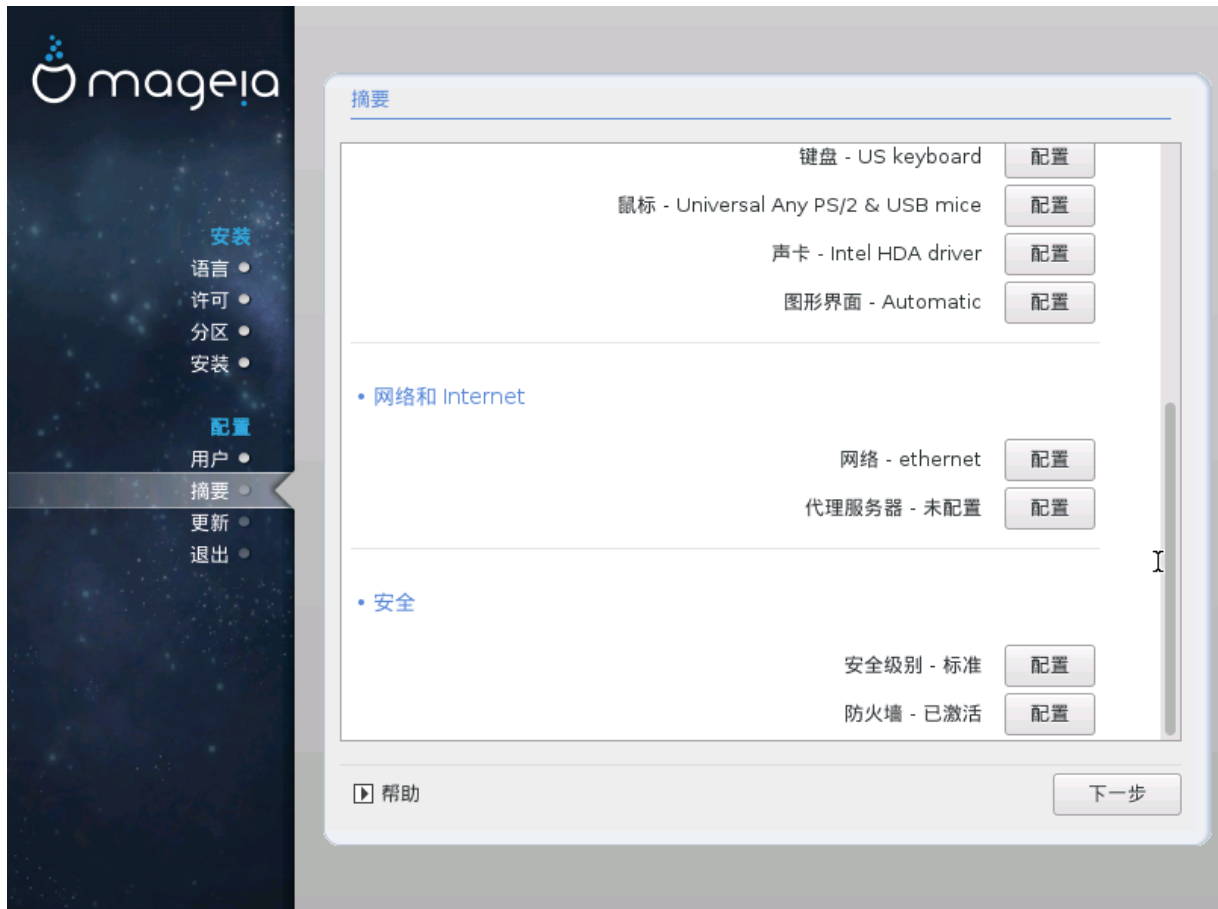 mageia
安装
语言
许可
分区
安装
配置
用户
摘要
更新
退出
摘要
键盘 - US keyboard 配置
鼠标 - Universal Any PS/2 & USB mice 配置
声卡 - Intel HDA driver 配置
图形界面 - Automatic 配置
• 网络和 Internet
网络 - ethernet 配置
代理服务器 - 未配置 配置
• 安全
安全级别 - 标准 配置
防火墙 - 已激活 配置
帮助 下一步